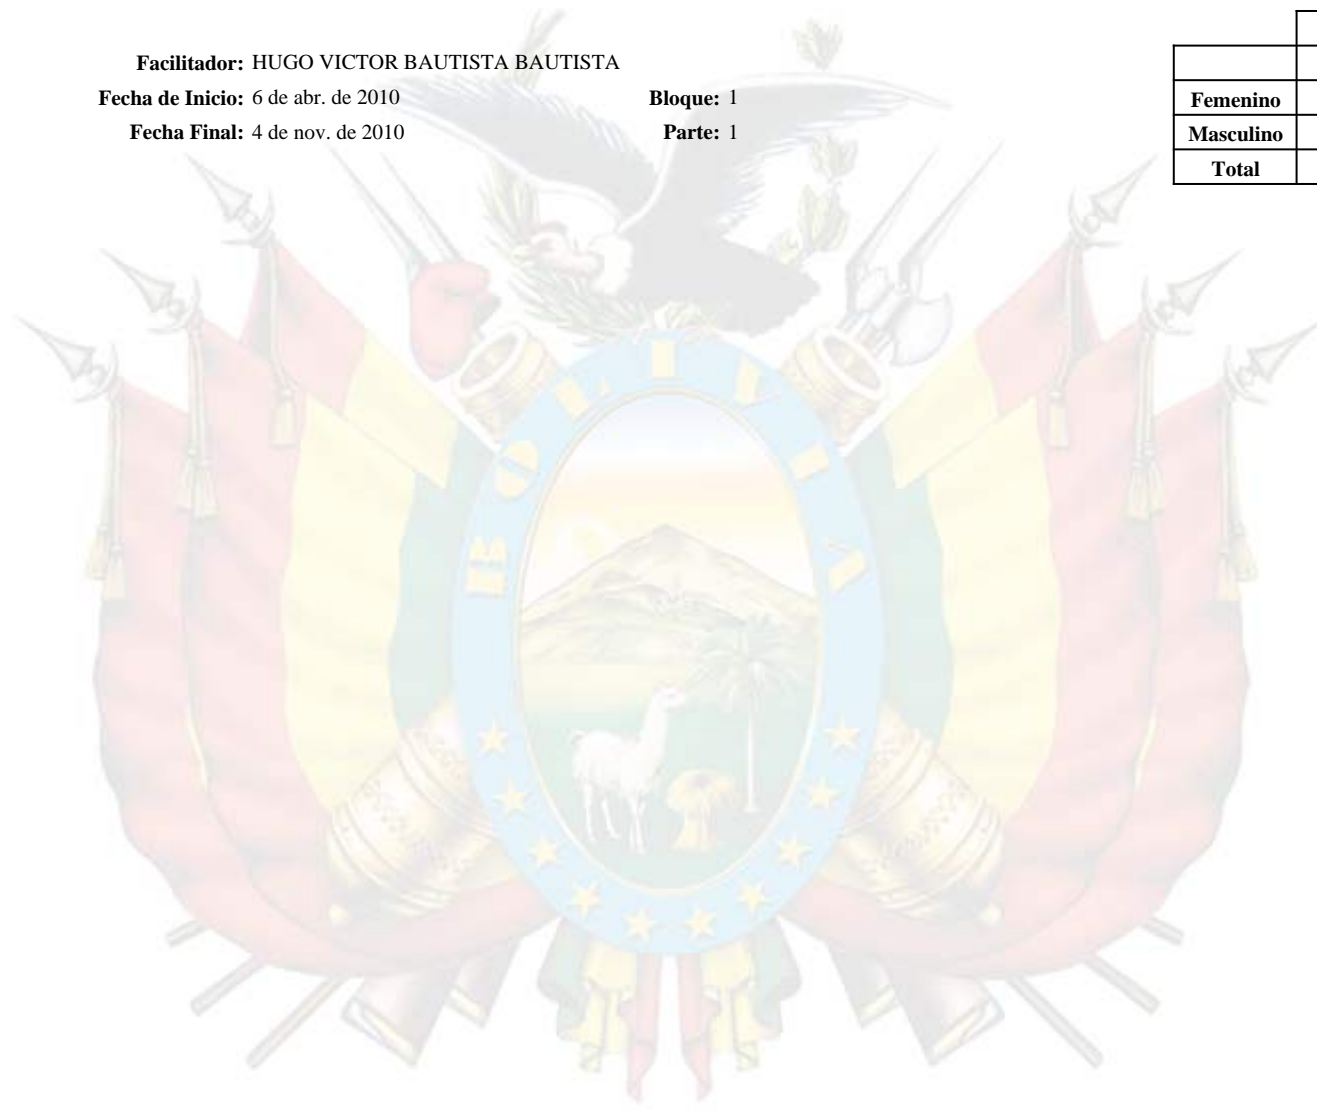 Facilitador: HUGO VICTOR BAUTISTA BAUTISTA
Fecha de Inicio: 6 de abr. de 2010 Bloque: 1
Fecha Final: 4 de nov. de 2010 Parte: 1
Femenino
Masculino
Total
BOLIVIA